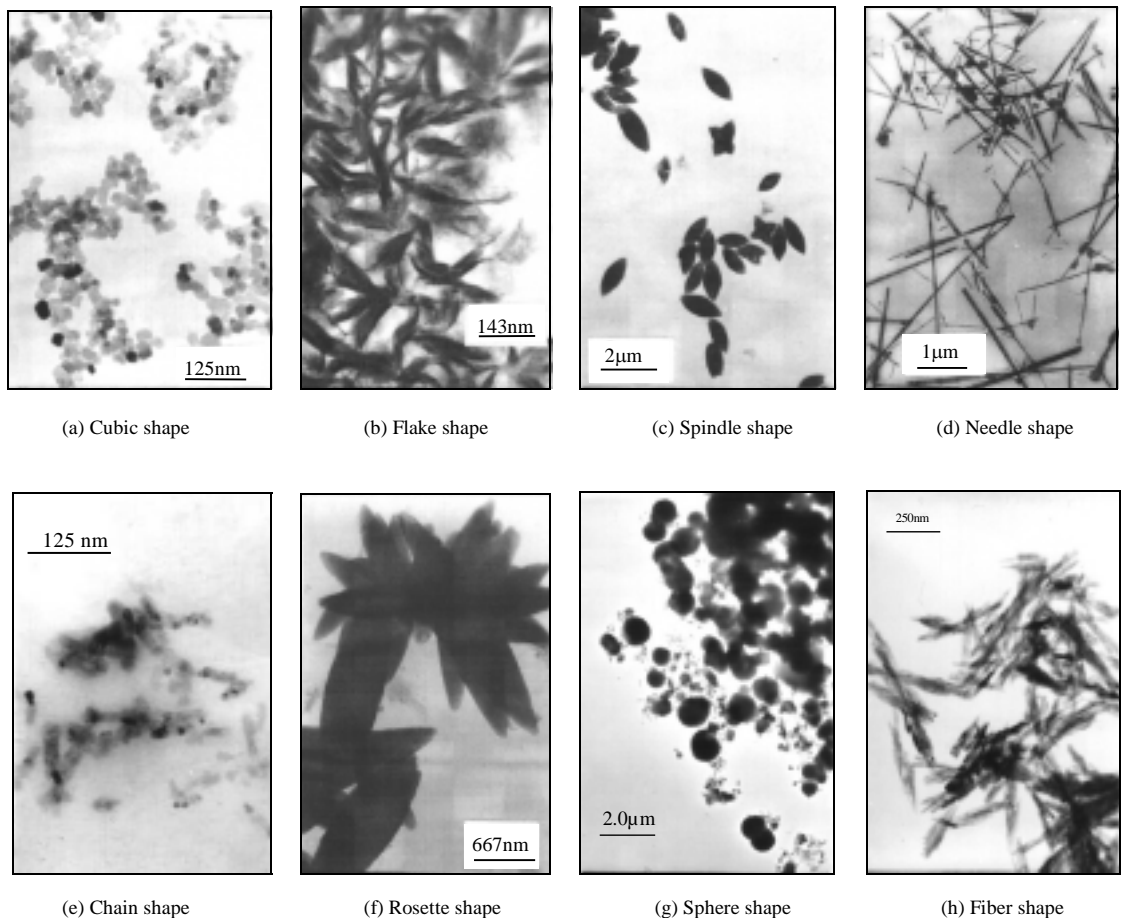 125nm
143nm
2μm
1μm
(a) Cubic shape
(b) Flake shape
(c) Spindle shape
(d) Needle shape
125 nm
667nm
2.0μm
250nm
(e) Chain shape
(f) Rosette shape
(g) Sphere shape
(h) Fiber shape